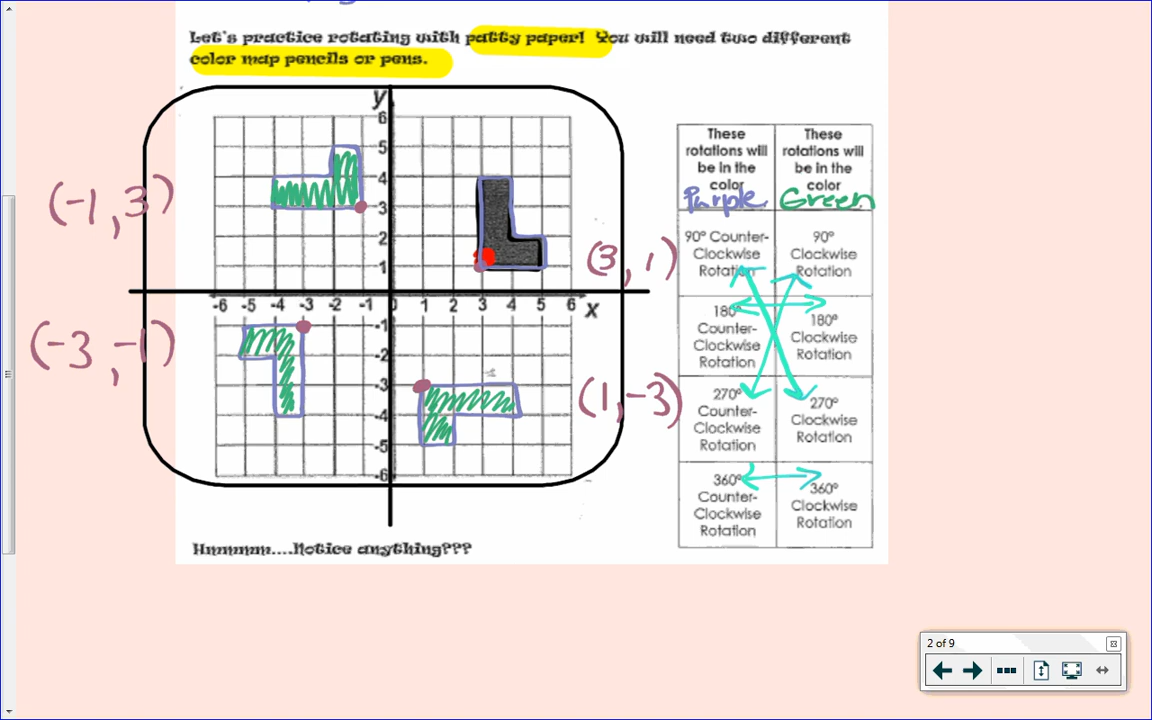 Let's practice rotating with patty paper! You will need two different
color map pencils or pens.
y
6
5
4
3
2
1
-6 -5 -4 -3 -2 -1 0 1 2 3 4 5 6 x
-1
-2
-3
-4
-5
-6
(-1, 3)
(3, 1)
(-3, -1)
(1, -3)
These
rotations will
be in the
color
Purple
These
rotations will
be in the
color
Green
90° Counter-
Clockwise
Rotation
90°
Clockwise
Rotation
180°
Counter-
Clockwise
Rotation
180°
Clockwise
Rotation
270°
Counter-
Clockwise
Rotation
270°
Clockwise
Rotation
360°
Counter-
Clockwise
Rotation
360°
Clockwise
Rotation
Hmmmm....Notice anything???
2 of 9